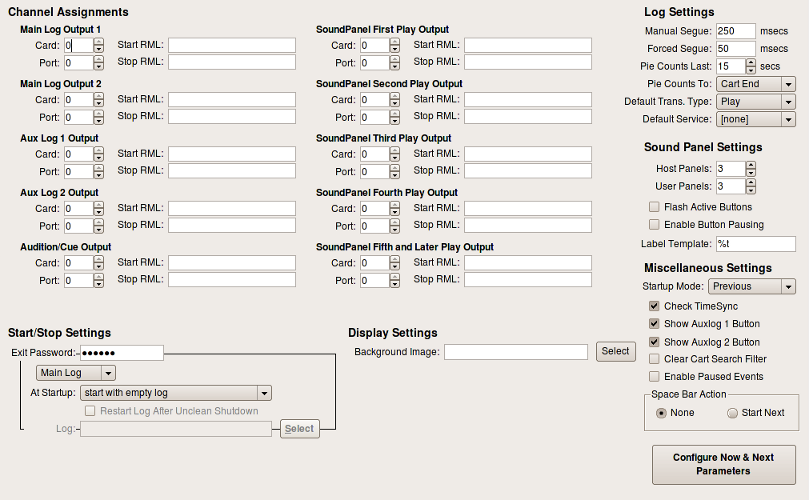 Channel Assignments
Main Log Output 1
Card: 0 Start RML:
Port: 0 Stop RML:
Main Log Output 2
Card: 0 Start RML:
Port: 0 Stop RML:
Aux Log 1 Output
Card: 0 Start RML:
Port: 0 Stop RML:
Aux Log 2 Output
Card: 0 Start RML:
Port: 0 Stop RML:
Audition/Cue Output
Card: 0 Start RML:
Port: 0 Stop RML:
SoundPanel First Play Output
Card: 0 Start RML:
Port: 0 Stop RML:
SoundPanel Second Play Output
Card: 0 Start RML:
Port: 0 Stop RML:
SoundPanel Third Play Output
Card: 0 Start RML:
Port: 0 Stop RML:
SoundPanel Fourth Play Output
Card: 0 Start RML:
Port: 0 Stop RML:
SoundPanel Fifth and Later Play Output
Card: 0 Start RML:
Port: 0 Stop RML:
Start/Stop Settings
Exit Password: ●●●●●●
Main Log
At Startup: start with empty log
Restart Log After Unclean Shutdown
Log: Select
Display Settings
Background Image: Select
Log Settings
Manual Segue: 250 msecs
Forced Segue: 50 msecs
Pie Counts Last: 15 secs
Pie Counts To: Cart End
Default Trans. Type: Play
Default Service: [none]
Sound Panel Settings
Host Panels: 3
User Panels: 3
Flash Active Buttons
Enable Button Pausing
Label Template: %t
Miscellaneous Settings
Startup Mode: Previous
Check TimeSync
Show Auxlog 1 Button
Show Auxlog 2 Button
Clear Cart Search Filter
Enable Paused Events
Space Bar Action
None Start Next
Configure Now & Next
Parameters